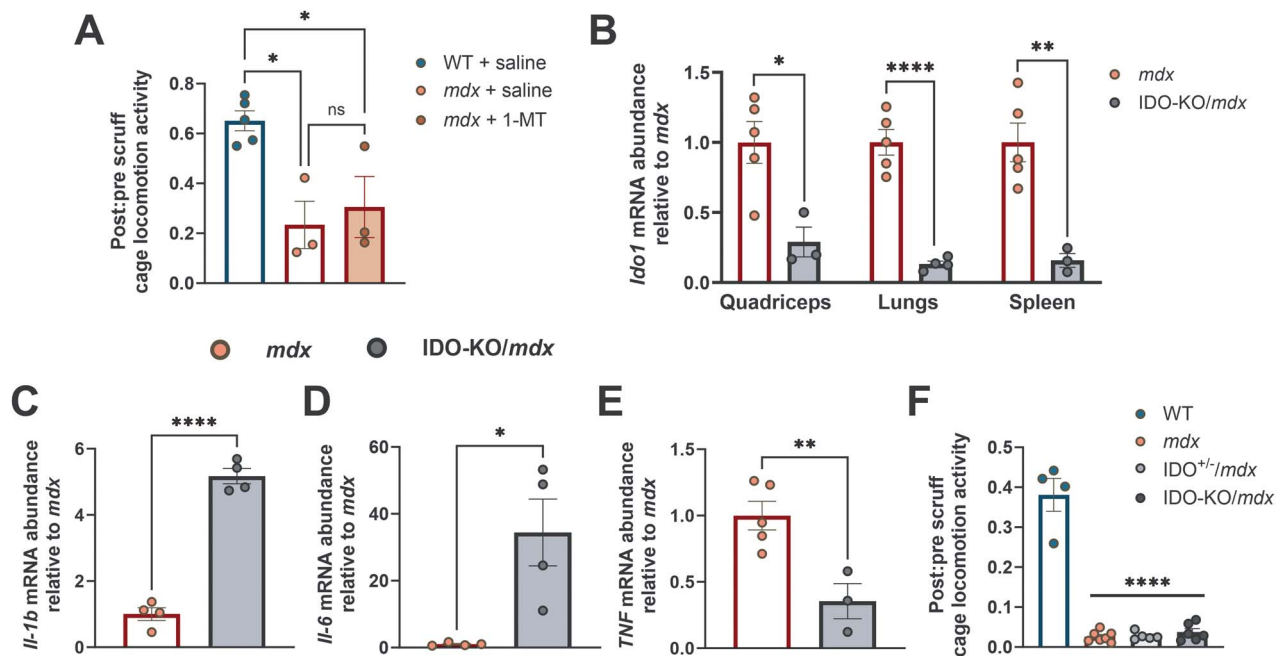 A
Post:pre scruff
cage locomotion activity
0.8
0.6
0.4
0.2
0.0
*
*
ns
WT + saline
mdx + saline
mdx + 1-MT
B
Ido1 mRNA abundance
relative to mdx
1.5
1.0
0.5
0.0
*
****
**
Quadriceps
Lungs
Spleen
mdx
IDO-KO/mdx
mdx
IDO-KO/mdx
C
Il-1b mRNA abundance
relative to mdx
6
4
2
0
****
D
Il-6 mRNA abundance
relative to mdx
60
40
20
0
*
E
TNF mRNA abundance
relative to mdx
1.5
1.0
0.5
0.0
**
F
Post:pre scruff
cage locomotion activity
0.5
0.4
0.3
0.2
0.1
0.0
****
WT
mdx
IDO+/-/mdx
IDO-KO/mdx